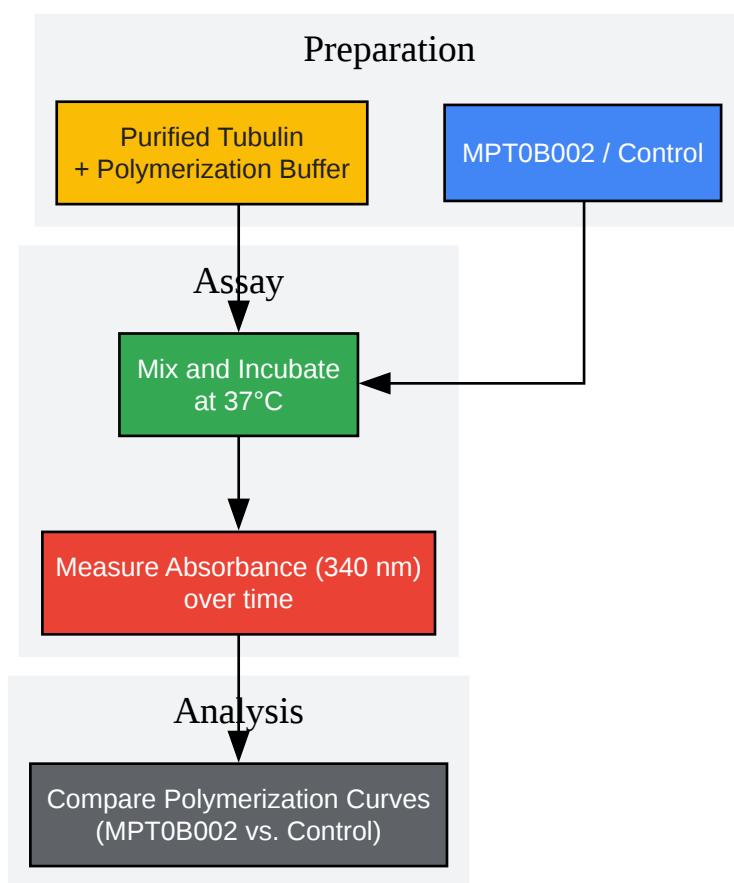 Preparation
Purified Tubulin
+ Polymerization Buffer
MPT0B002 / Control
Assay
Mix and Incubate
at 37°C
Measure Absorbance (340 nm)
over time
Analysis
Compare Polymerization Curves
(MPT0B002 vs. Control)